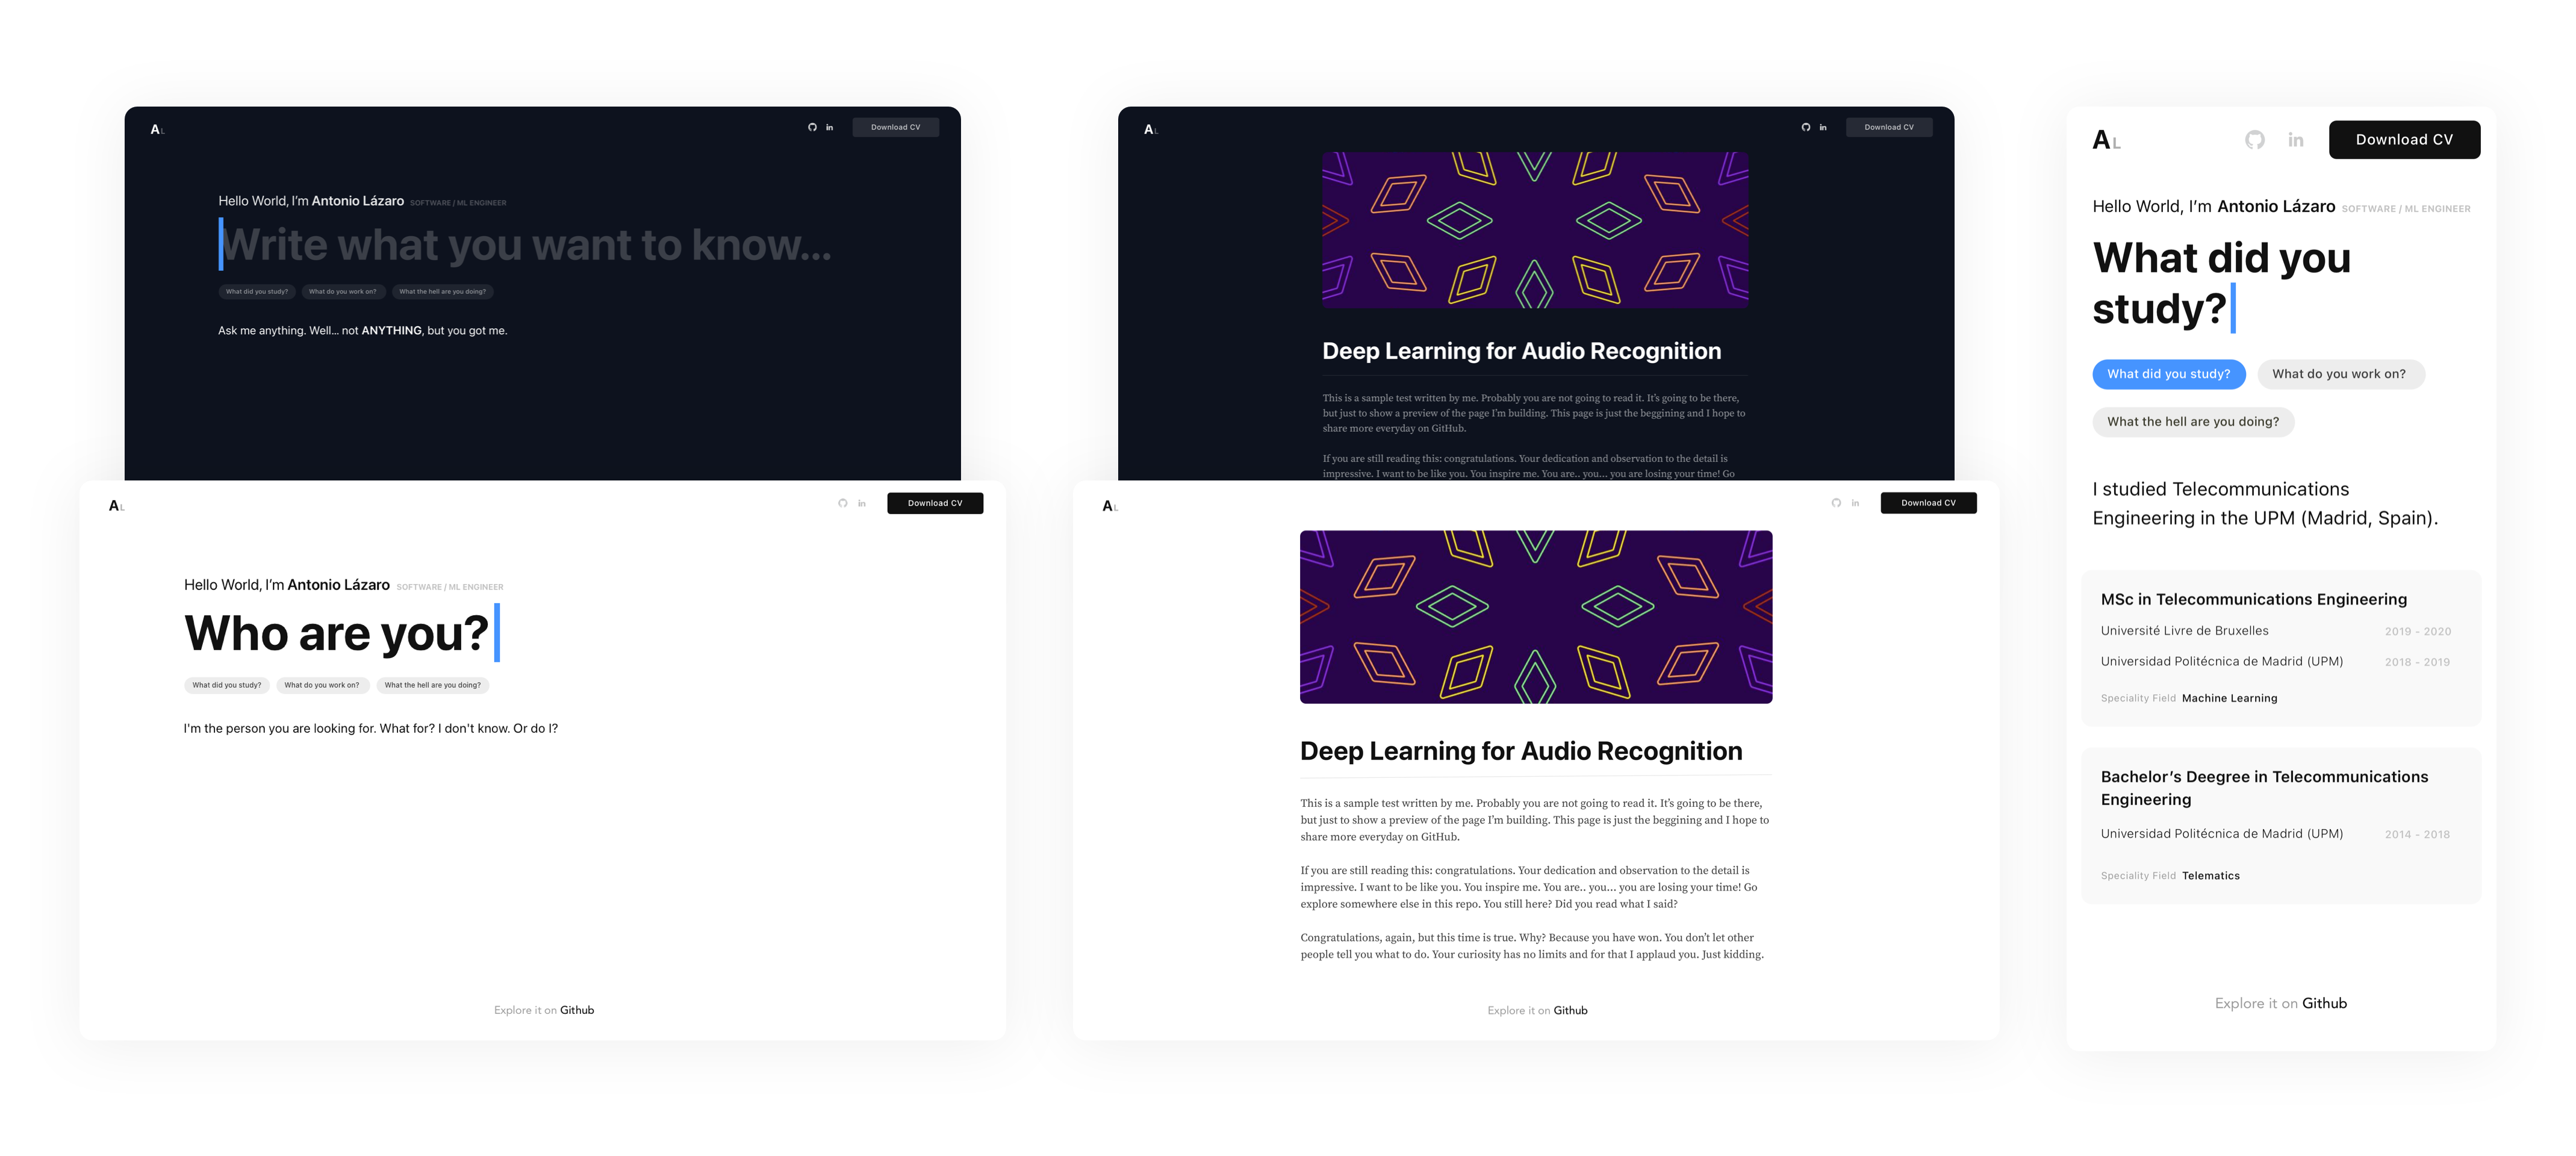 AL
Download CV
Hello World, I’m Antonio Lázaro SOFTWARE / ML ENGINEER
Write what you want to know...
What did you study? What do you work on? What the hell are you doing?
Ask me anything. Well... not ANYTHING, but you got me.
AL
Download CV
Hello World, I’m Antonio Lázaro SOFTWARE / ML ENGINEER
Who are you?
What did you study? What do you work on? What the hell are you doing?
I'm the person you are looking for. What for? I don't know. Or do I?
Explore it on Github
AL
Download CV
Deep Learning for Audio Recognition
This is a sample test written by me. Probably you are not going to read it. It’s going to be there,
but just to show a preview of the page I’m building. This page is just the beggining and I hope to
share more everyday on GitHub.
If you are still reading this: congratulations. Your dedication and observation to the detail is
impressive. I want to be like you. You inspire me. You are.. you... you are losing your time! Go
AL
Download CV
Deep Learning for Audio Recognition
This is a sample test written by me. Probably you are not going to read it. It’s going to be there,
but just to show a preview of the page I’m building. This page is just the beggining and I hope to
share more everyday on GitHub.
If you are still reading this: congratulations. Your dedication and observation to the detail is
impressive. I want to be like you. You inspire me. You are.. you... you are losing your time! Go
explore somewhere else in this repo. You still here? Did you read what I said?
Congratulations, again, but this time is true. Why? Because you have won. You don’t let other
people tell you what to do. Your curiosity has no limits and for that I applaud you. Just kidding.
Explore it on Github
AL
in
Download CV
Hello World, I’m Antonio Lázaro SOFTWARE / ML ENGINEER
What did you
study?
What did you study? What do you work on?
What the hell are you doing?
I studied Telecommunications
Engineering in the UPM (Madrid, Spain).
MSc in Telecommunications Engineering
Université Livre de Bruxelles 2019 - 2020
Universidad Politécnica de Madrid (UPM) 2018 - 2019
Speciality Field Machine Learning
Bachelor’s Deegree in Telecommunications
Engineering
Universidad Politécnica de Madrid (UPM) 2014 - 2018
Speciality Field Telematics
Explore it on Github